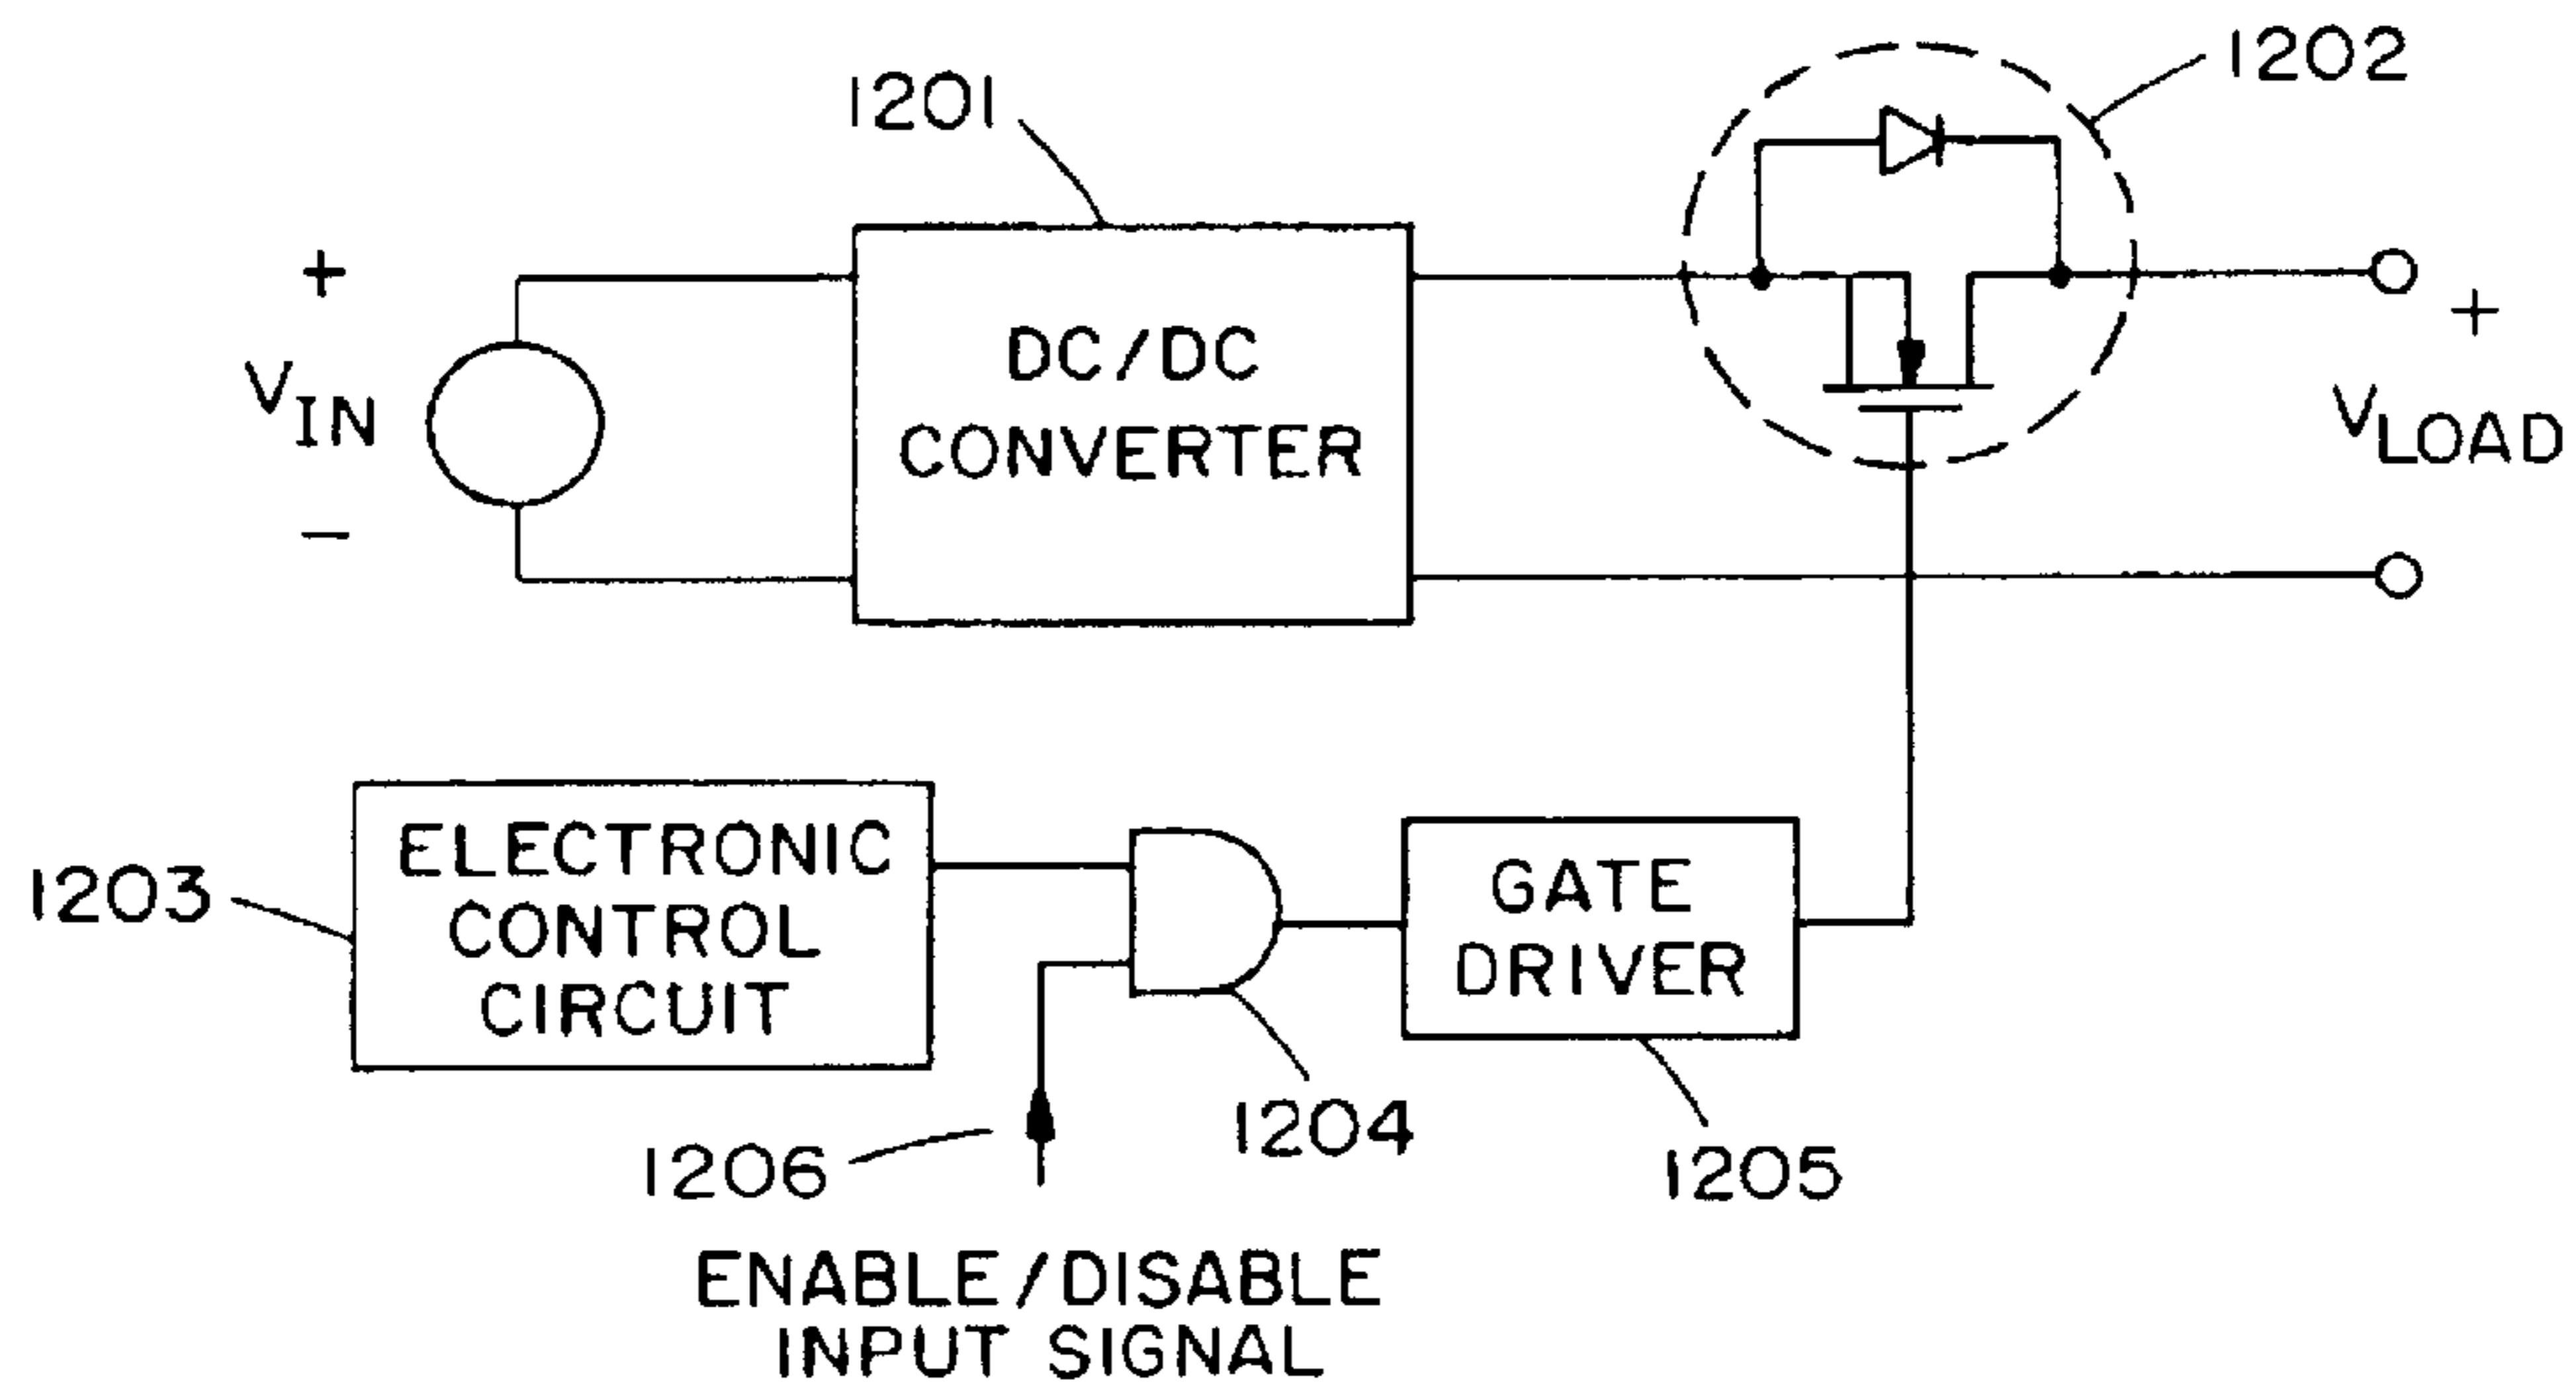 1202
1201
+
VIN
−
DC/DC
CONVERTER
+
VLOAD
1203
ELECTRONIC
CONTROL
CIRCUIT
GATE
DRIVER
1204
1205
1206
ENABLE/DISABLE
INPUT SIGNAL